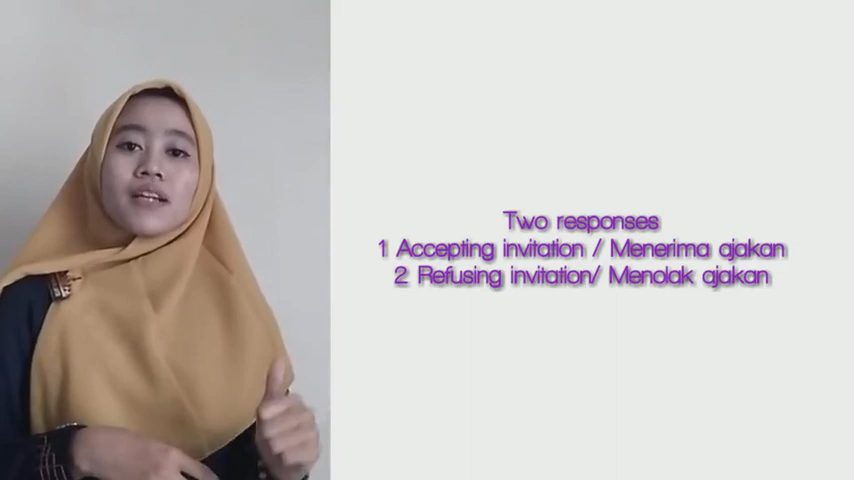 Two responses
1 Accepting invitation / Menerima ajakan
2 Refusing invitation/ Menolak ajakan